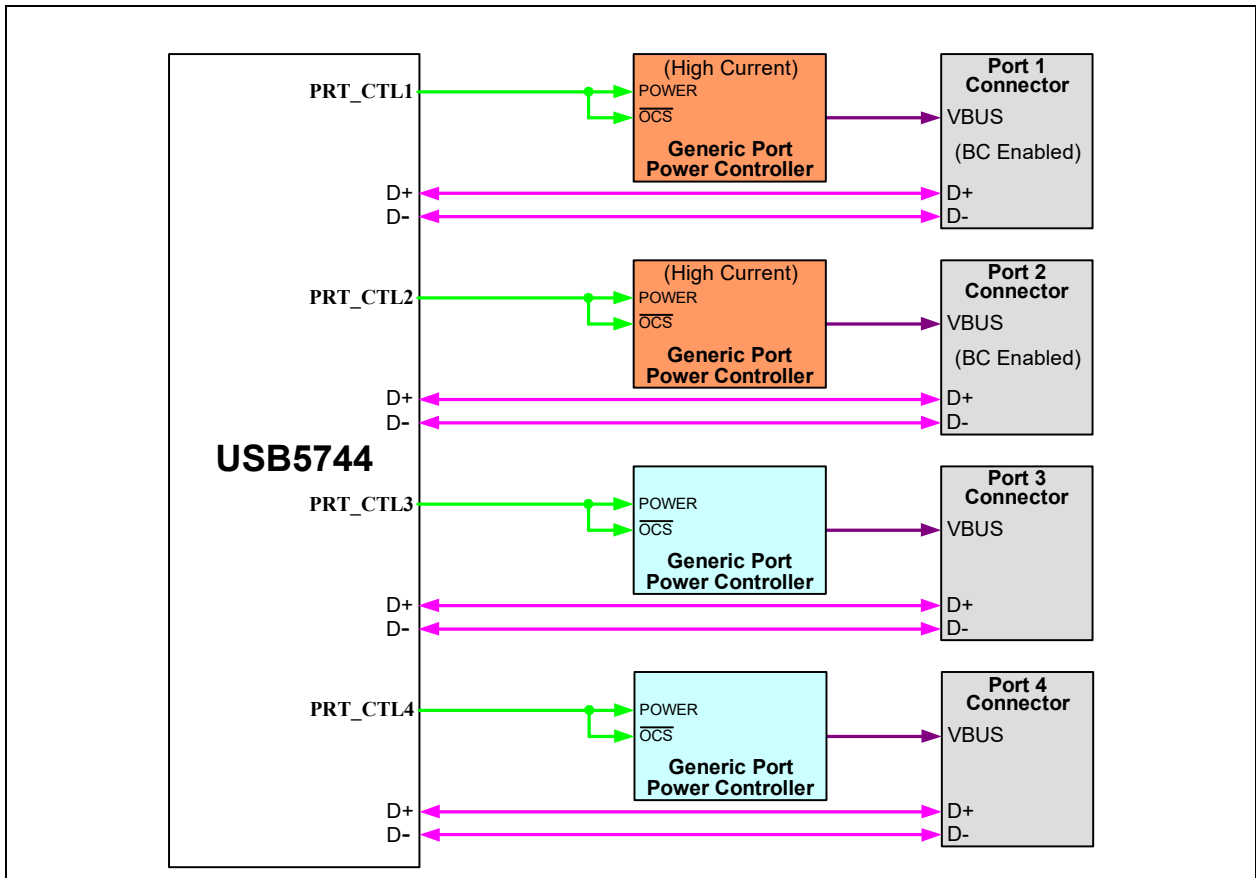 USB5744
PRT_CTL1
D+
D-
(High Current)
POWER
OCS
Generic Port
Power Controller
Port 1
Connector
VBUS
(BC Enabled)
D+
D-
PRT_CTL2
D+
D-
(High Current)
POWER
OCS
Generic Port
Power Controller
Port 2
Connector
VBUS
(BC Enabled)
D+
D-
PRT_CTL3
D+
D-
POWER
OCS
Generic Port
Power Controller
Port 3
Connector
VBUS
D+
D-
PRT_CTL4
D+
D-
POWER
OCS
Generic Port
Power Controller
Port 4
Connector
VBUS
D+
D-